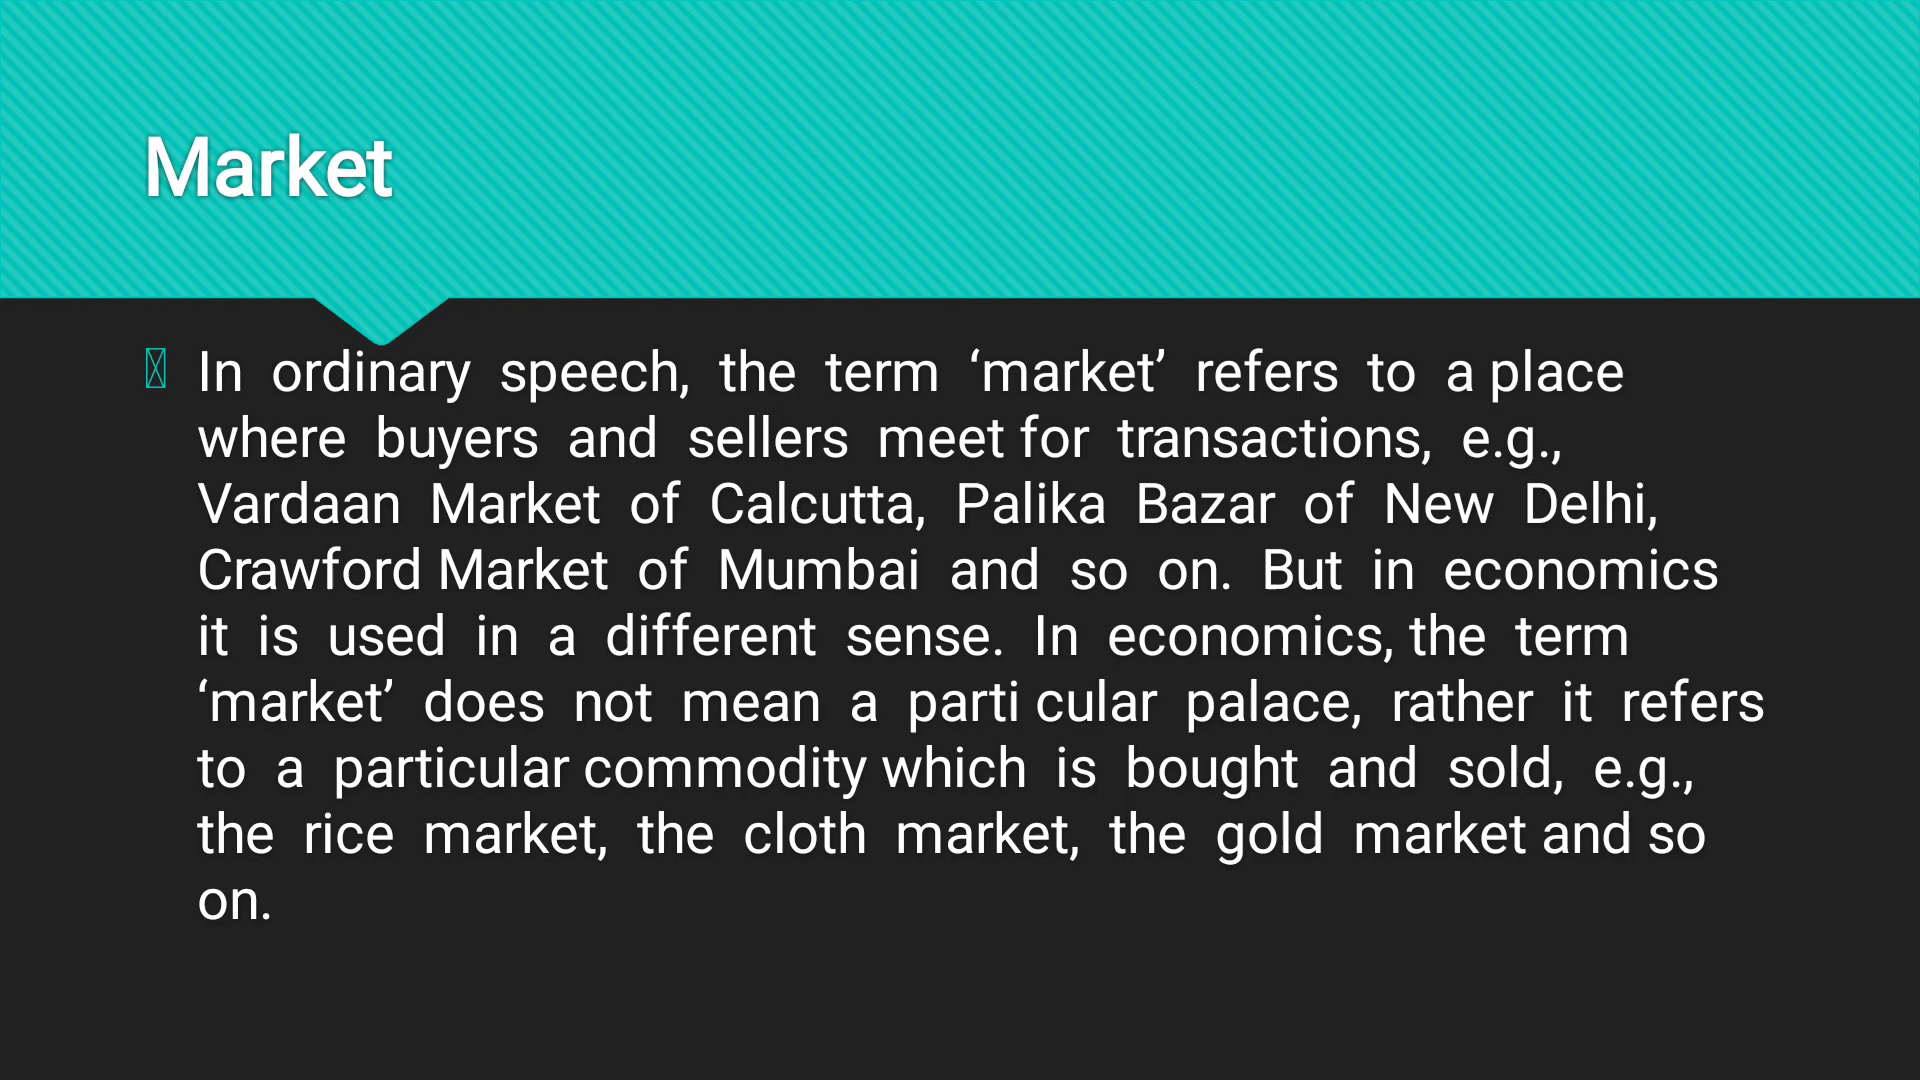 Market
In ordinary speech, the term ‘market’ refers to a place
where buyers and sellers meet for transactions, e.g.,
Vardaan Market of Calcutta, Palika Bazar of New Delhi,
Crawford Market of Mumbai and so on. But in economics
it is used in a different sense. In economics, the term
‘market’ does not mean a parti cular palace, rather it refers
to a particular commodity which is bought and sold, e.g.,
the rice market, the cloth market, the gold market and so
on.